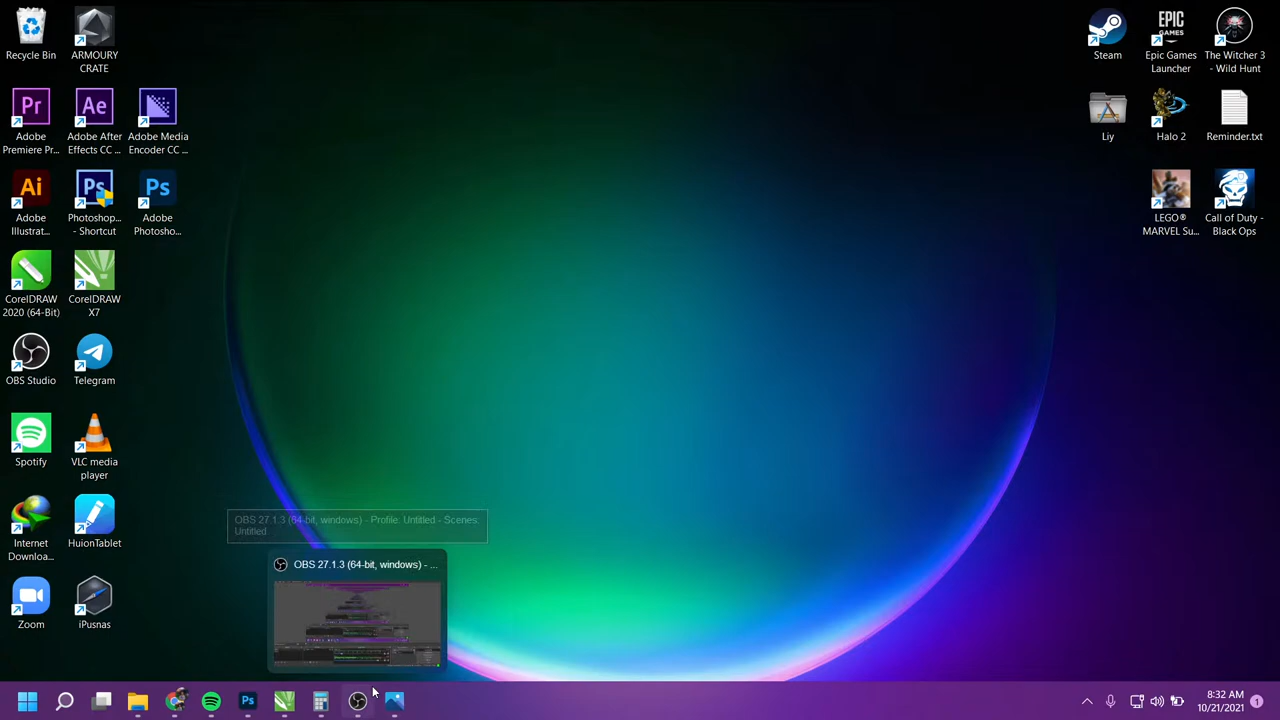 Recycle Bin
ARMOURY
CRATE
Adobe
Premiere Pr...
Adobe After
Effects CC ...
Adobe Media
Encoder CC ...
Adobe
Illustrat...
Photoshop...
- Shortcut
Adobe
Photosho...
CorelDRAW
2020 (64-Bit)
CorelDRAW
X7
OBS Studio
Telegram
Spotify
VLC media
player
Internet
Downloa...
HuionTablet
Zoom
iPusnas
Steam
EPIC
GAMES
Epic Games
Launcher
The Witcher 3
- Wild Hunt
Liy
Halo 2
Reminder.txt
LEGO®
MARVEL Su...
Call of Duty -
Black Ops
Pr
Ae
Ai
Ps
Ps
OBS 27.1.3 (64-bit, windows) - Profile: Untitled - Scenes:
Untitled
OBS 27.1.3 (64-bit, windows) - ...
Ps
8:32 AM
10/21/2021
1